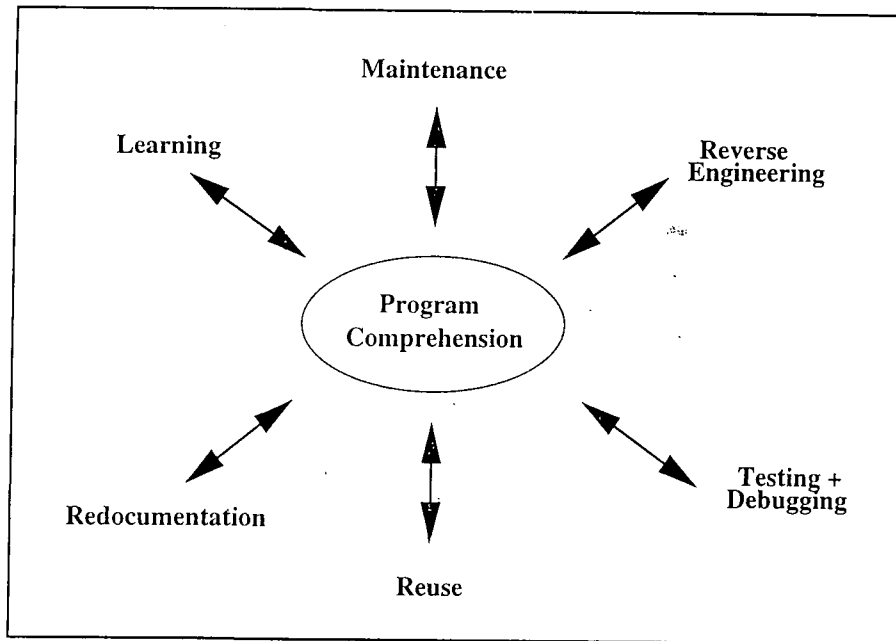 Maintenance
Learning
Reverse
Engineering
Program
Comprehension
Testing +
Debugging
Redocumentation
Reuse